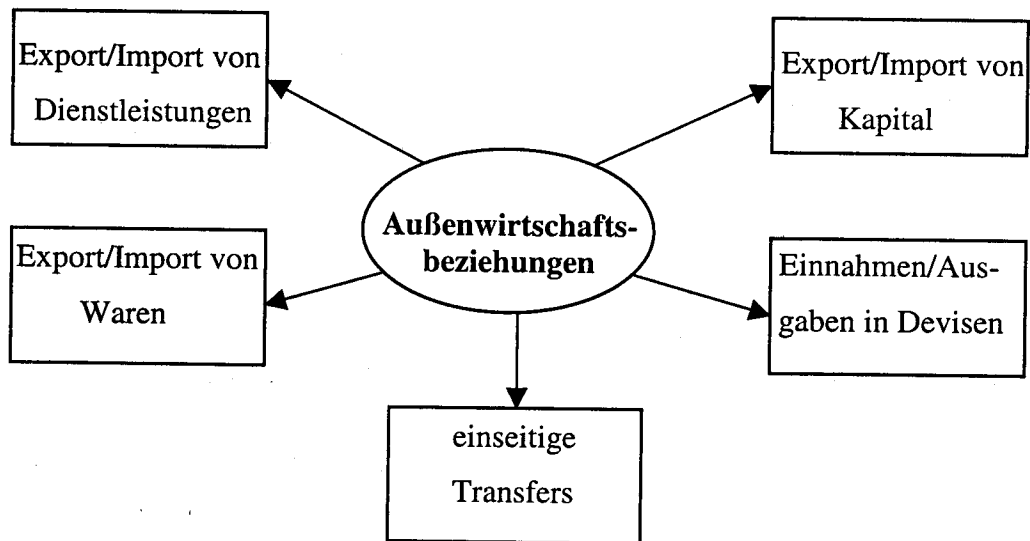 Export/Import von
Dienstleistungen
Export/Import von
Kapital
Außenwirtschafts-
beziehungen
Export/Import von
Waren
Einnahmen/Aus-
gaben in Devisen
einseitige
Transfers